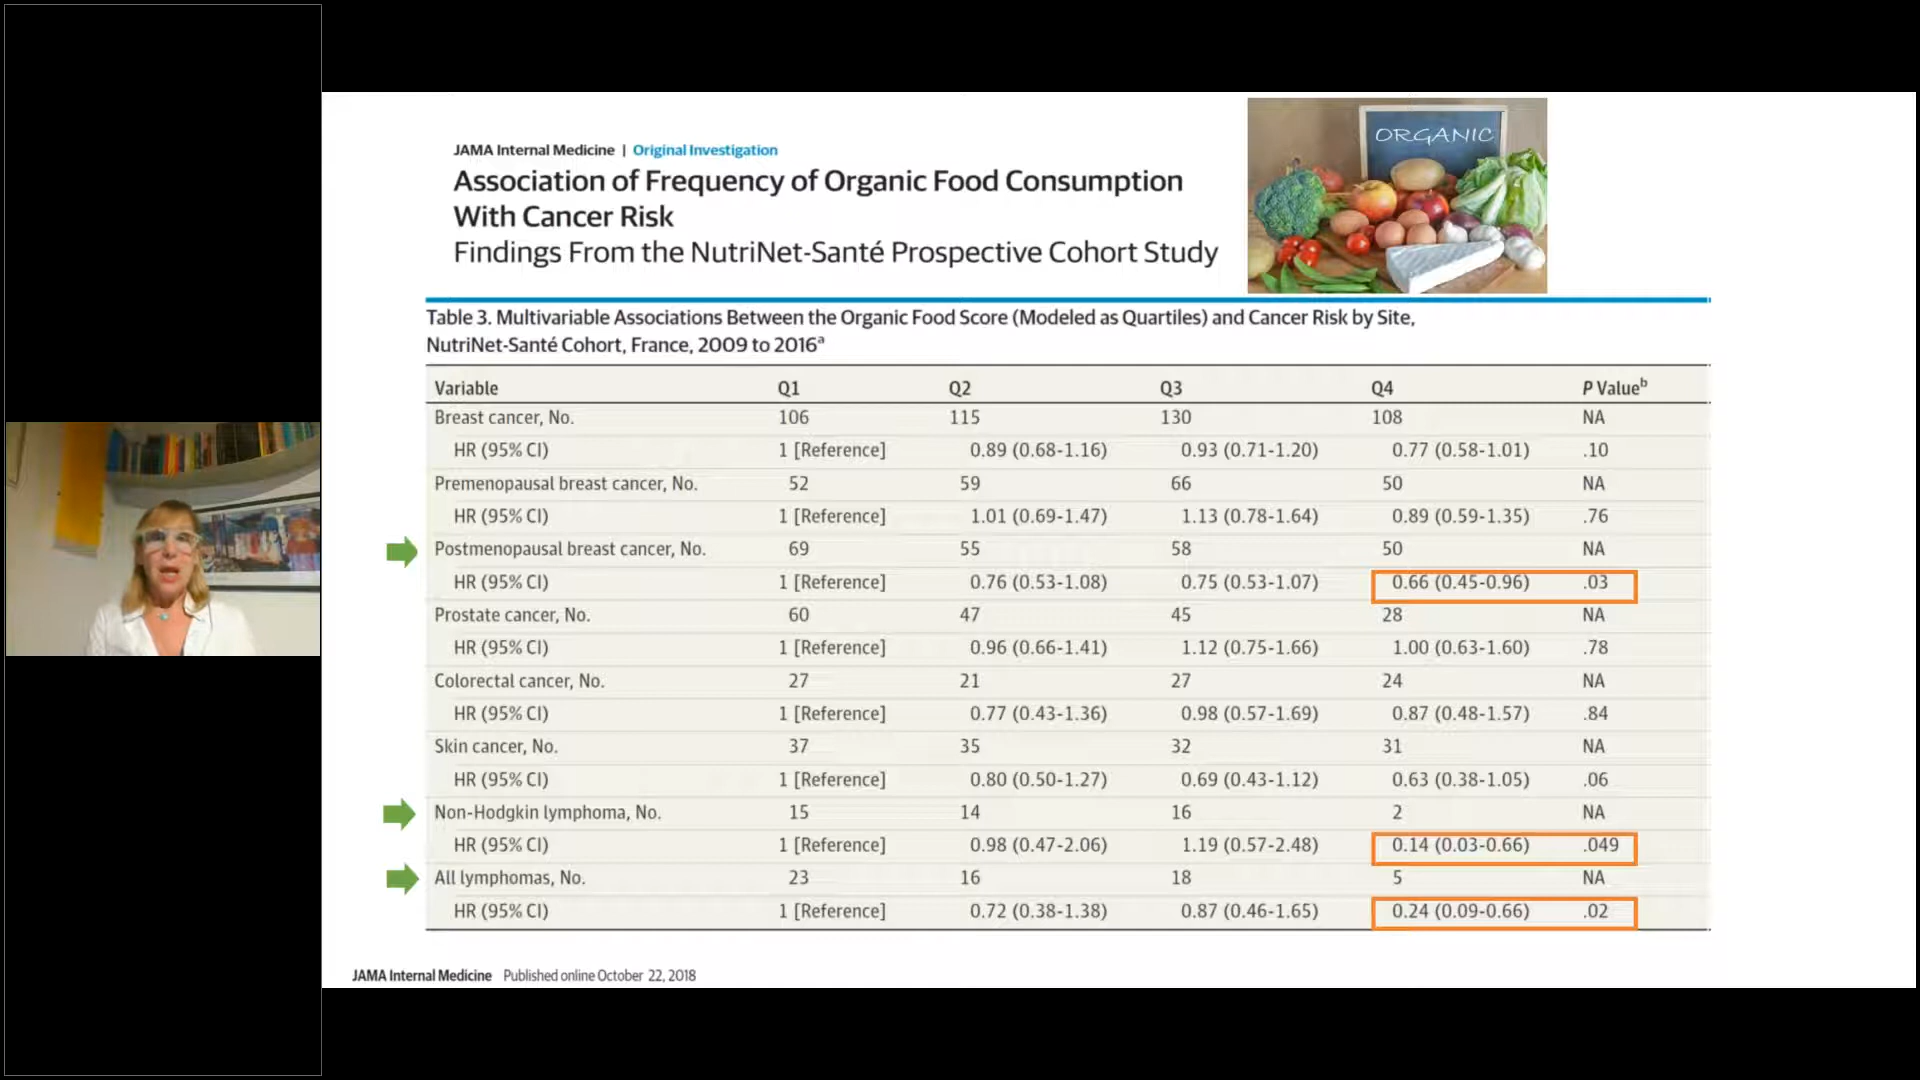 ORGANIC
JAMA Internal Medicine | Original Investigation
Association of Frequency of Organic Food Consumption
With Cancer Risk
Findings From the NutriNet-Santé Prospective Cohort Study
Table 3. Multivariable Associations Between the Organic Food Score (Modeled as Quartiles) and Cancer Risk by Site,
NutriNet-Santé Cohort, France, 2009 to 2016a
Variable Q1 Q2 Q3 Q4 P Valueb
Breast cancer, No. 106 115 130 108 NA
HR (95% CI) 1 [Reference] 0.89 (0.68-1.16) 0.93 (0.71-1.20) 0.77 (0.58-1.01) .10
Premenopausal breast cancer, No. 52 59 66 50 NA
HR (95% CI) 1 [Reference] 1.01 (0.69-1.47) 1.13 (0.78-1.64) 0.89 (0.59-1.35) .76
Postmenopausal breast cancer, No. 69 55 58 50 NA
HR (95% CI) 1 [Reference] 0.76 (0.53-1.08) 0.75 (0.53-1.07) 0.66 (0.45-0.96) .03
Prostate cancer, No. 60 47 45 28 NA
HR (95% CI) 1 [Reference] 0.96 (0.66-1.41) 1.12 (0.75-1.66) 1.00 (0.63-1.60) .78
Colorectal cancer, No. 27 21 27 24 NA
HR (95% CI) 1 [Reference] 0.77 (0.43-1.36) 0.98 (0.57-1.69) 0.87 (0.48-1.57) .84
Skin cancer, No. 37 35 32 31 NA
HR (95% CI) 1 [Reference] 0.80 (0.50-1.27) 0.69 (0.43-1.12) 0.63 (0.38-1.05) .06
Non-Hodgkin lymphoma, No. 15 14 16 2 NA
HR (95% CI) 1 [Reference] 0.98 (0.47-2.06) 1.19 (0.57-2.48) 0.14 (0.03-0.66) .049
All lymphomas, No. 23 16 18 5 NA
HR (95% CI) 1 [Reference] 0.72 (0.38-1.38) 0.87 (0.46-1.65) 0.24 (0.09-0.66) .02
JAMA Internal Medicine Published online October 22, 2018